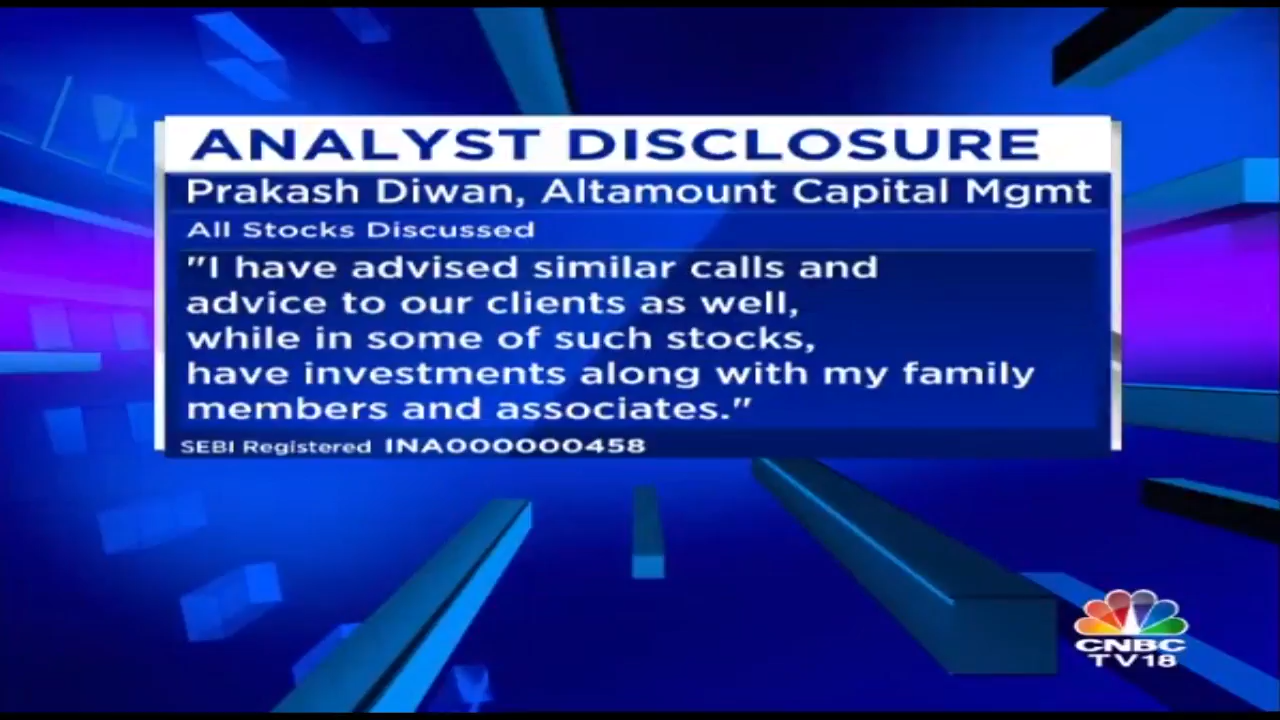 ANALYST DISCLOSURE
Prakash Diwan, Altamount Capital Mgmt
All Stocks Discussed
"I have advised similar calls and
advice to our clients as well,
while in some of such stocks,
have investments along with my family
members and associates."
SEBI Registered INA000000458
CNBC
TV18